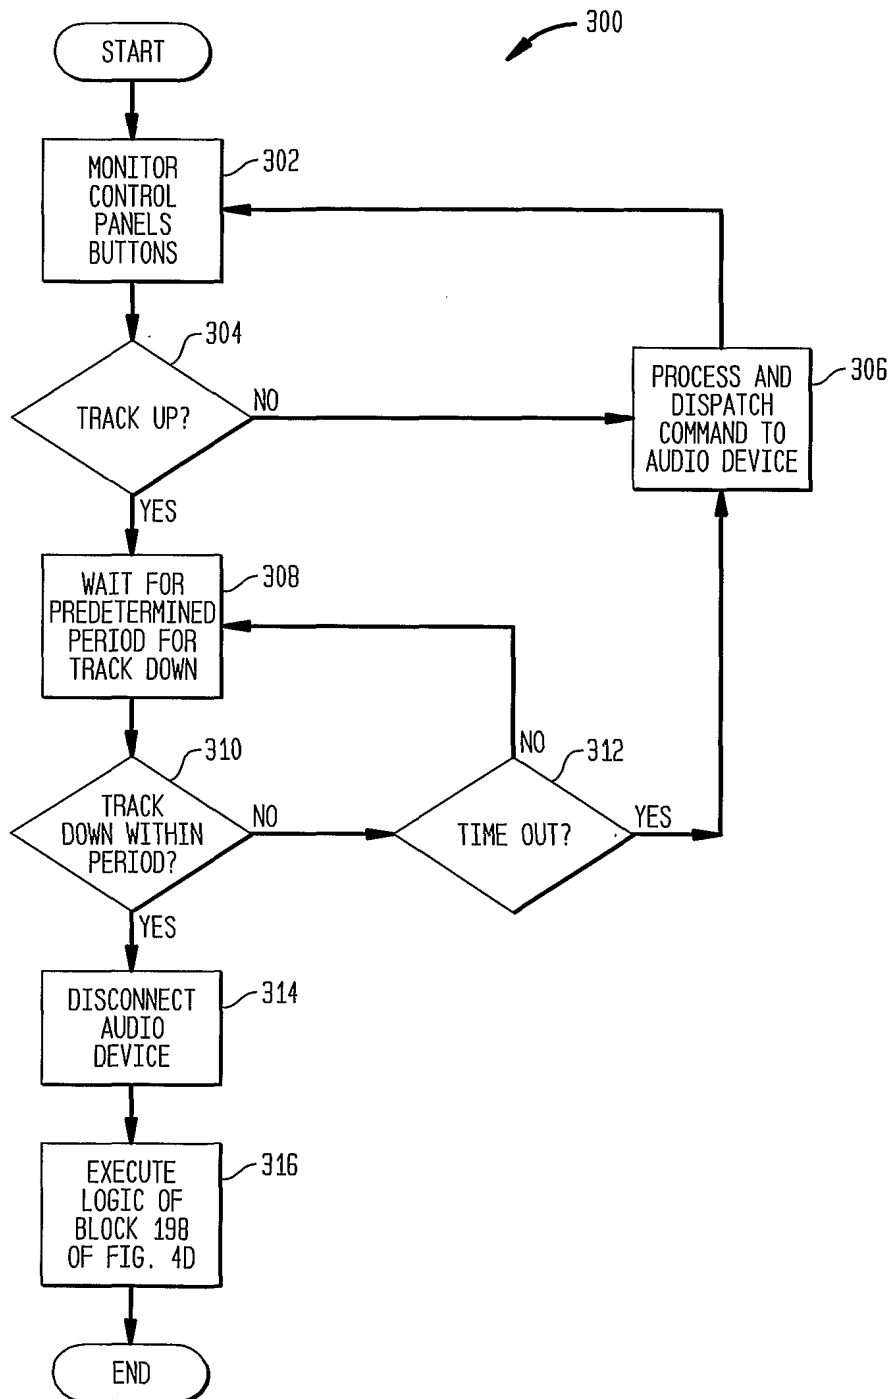 300
START
MONITOR
CONTROL
PANELS
BUTTONS
302
304
TRACK UP?
NO
YES
PROCESS AND
DISPATCH
COMMAND TO
AUDIO DEVICE
306
WAIT FOR
PREDETERMINED
PERIOD FOR
TRACK DOWN
308
310
TRACK
DOWN WITHIN
PERIOD?
NO
YES
312
TIME OUT?
NO
YES
DISCONNECT
AUDIO
DEVICE
314
EXECUTE
LOGIC OF
BLOCK 198
OF FIG. 4D
316
END